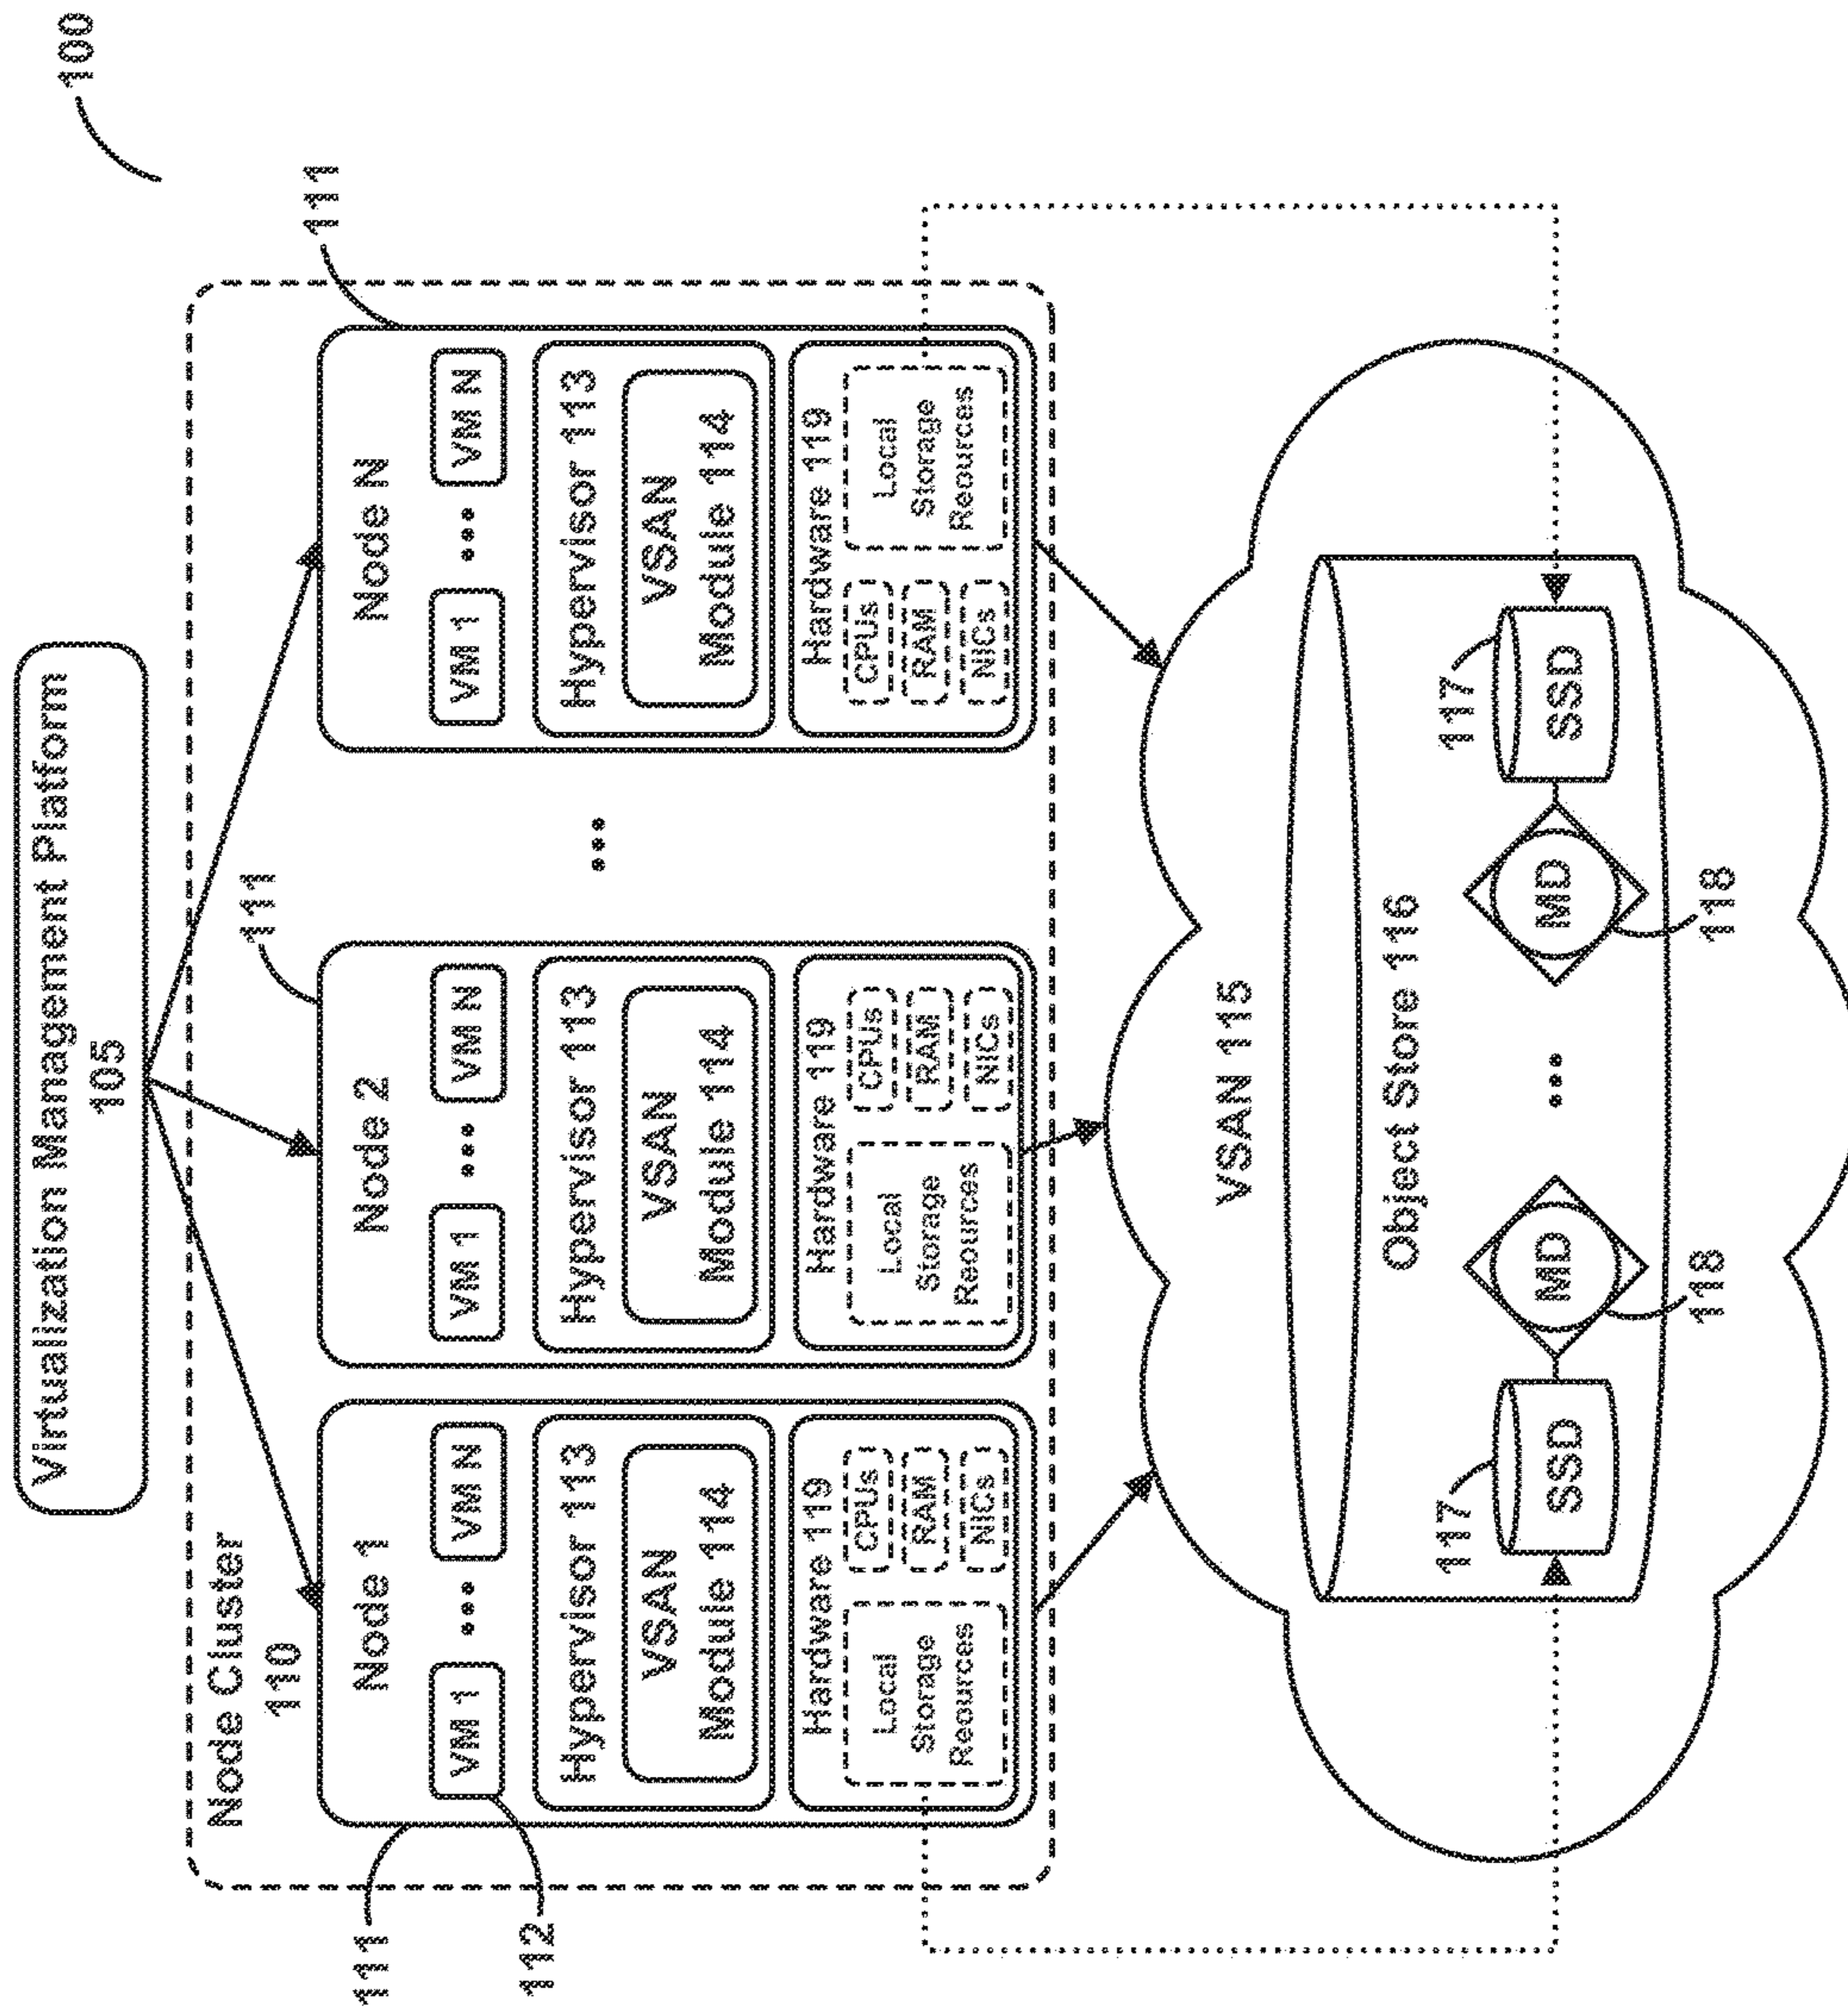 100
Virtualization Management Platform
105
Node Cluster
110
111
111
111
112
Node 1
VM 1
•••
VM N
Hypervisor 113
VSAN
Module 114
Hardware 119
Local
Storage
Reources
CPUs
RAM
NICs
Node 2
VM 1
•••
VM N
Hypervisor 113
VSAN
Module 114
Hardware 119
Local
Storage
Reources
CPUs
RAM
NICs
•••
Node N
VM 1
•••
VM N
Hypervisor 113
VSAN
Module 114
Hardware 119
CPUs
RAM
NICs
Local
Storage
Reources
VSAN 115
Object Store 116
117
SSD
MD
118
•••
MD
118
117
SSD